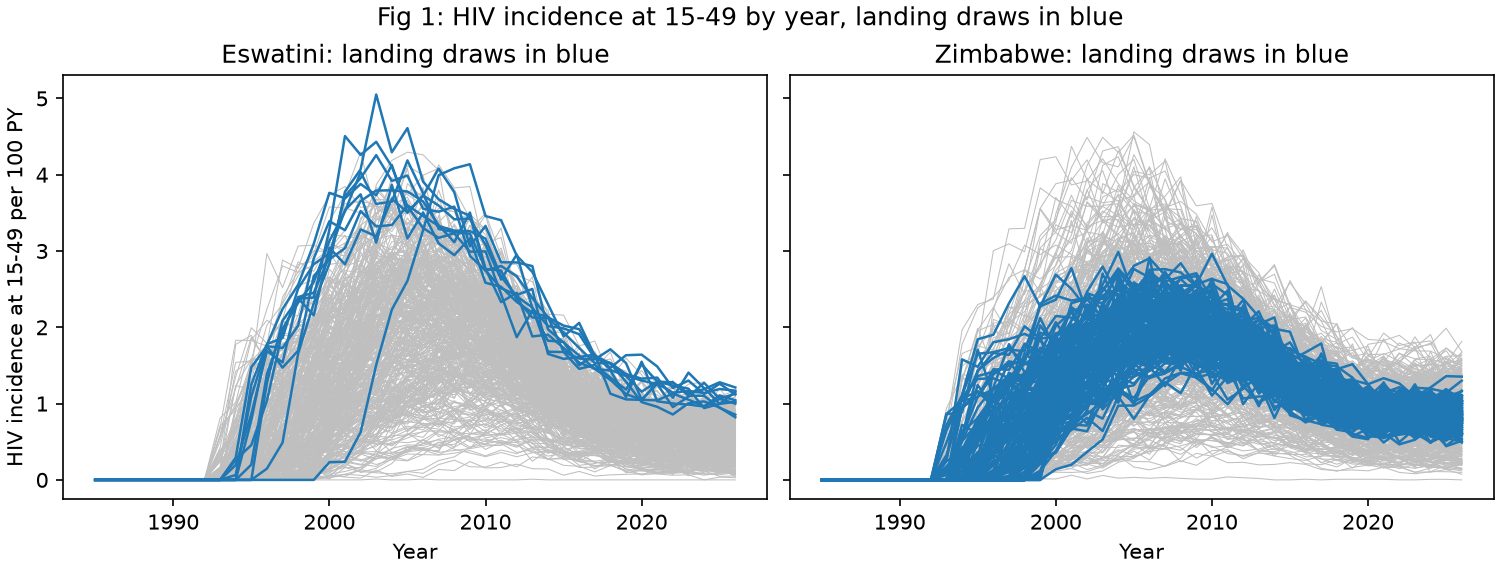 Fig 1: HIV incidence at 15-49 by year, landing draws in blue
Eswatini: landing draws in blue
Zimbabwe: landing draws in blue
HIV incidence at 15-49 per 100 PY
5
4
3
2
1
0
1990 2000 2010 2020
1990 2000 2010 2020
Year
Year